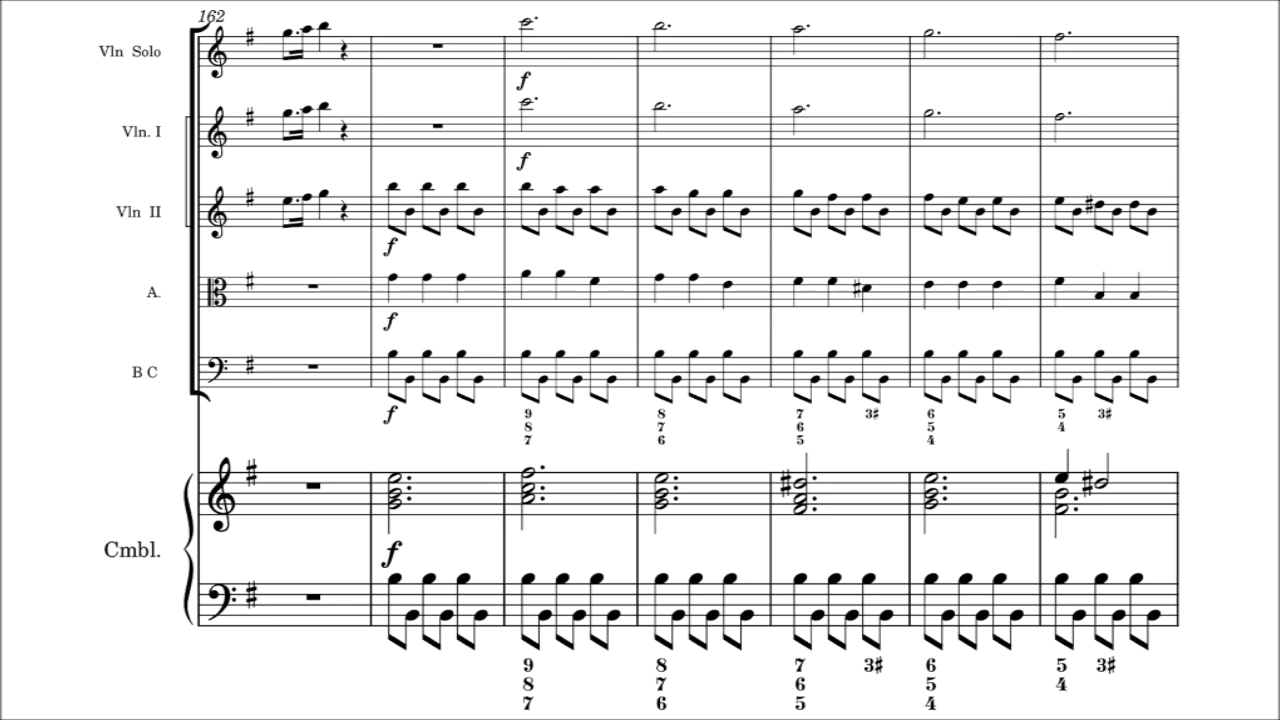 162
Vln Solo
f
Vln. I
f
Vln II
f
A.
f
B C
f
9 8 7 3♯ 6 5 3♯
8 7 6 5 4
7 6 5 4
Cmbl.
f
9 8 7 3♯ 6 5 3♯
8 7 6 5 4
7 6 5 4